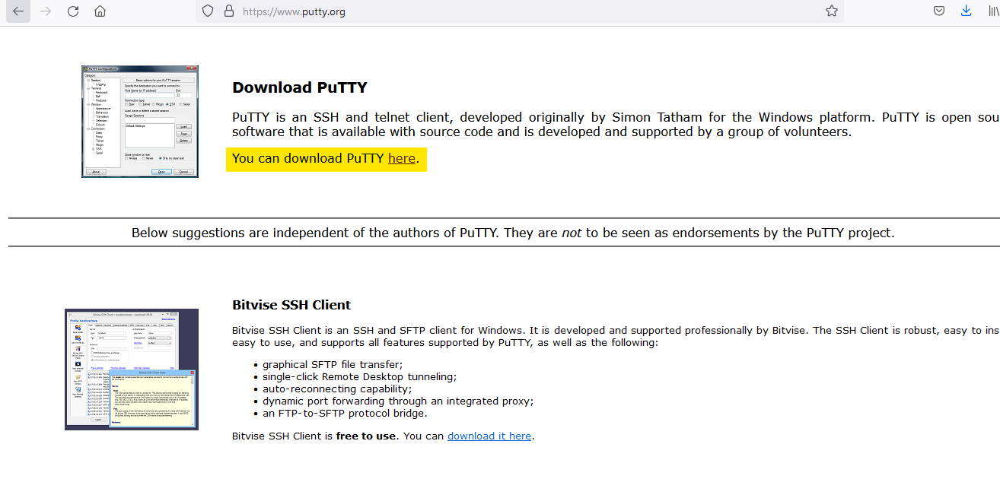 https://www.putty.org
Download PuTTY
PuTTY is an SSH and telnet client, developed originally by Simon Tatham for the Windows platform. PuTTY is open sou
software that is available with source code and is developed and supported by a group of volunteers.
You can download PuTTY here.
Below suggestions are independent of the authors of PuTTY. They are not to be seen as endorsements by the PuTTY project.
Bitvise SSH Client
Bitvise SSH Client is an SSH and SFTP client for Windows. It is developed and supported professionally by Bitvise. The SSH Client is robust, easy to ins
easy to use, and supports all features supported by PuTTY, as well as the following:
• graphical SFTP file transfer;
• single-click Remote Desktop tunneling;
• auto-reconnecting capability;
• dynamic port forwarding through an integrated proxy;
• an FTP-to-SFTP protocol bridge.
Bitvise SSH Client is free to use. You can download it here.